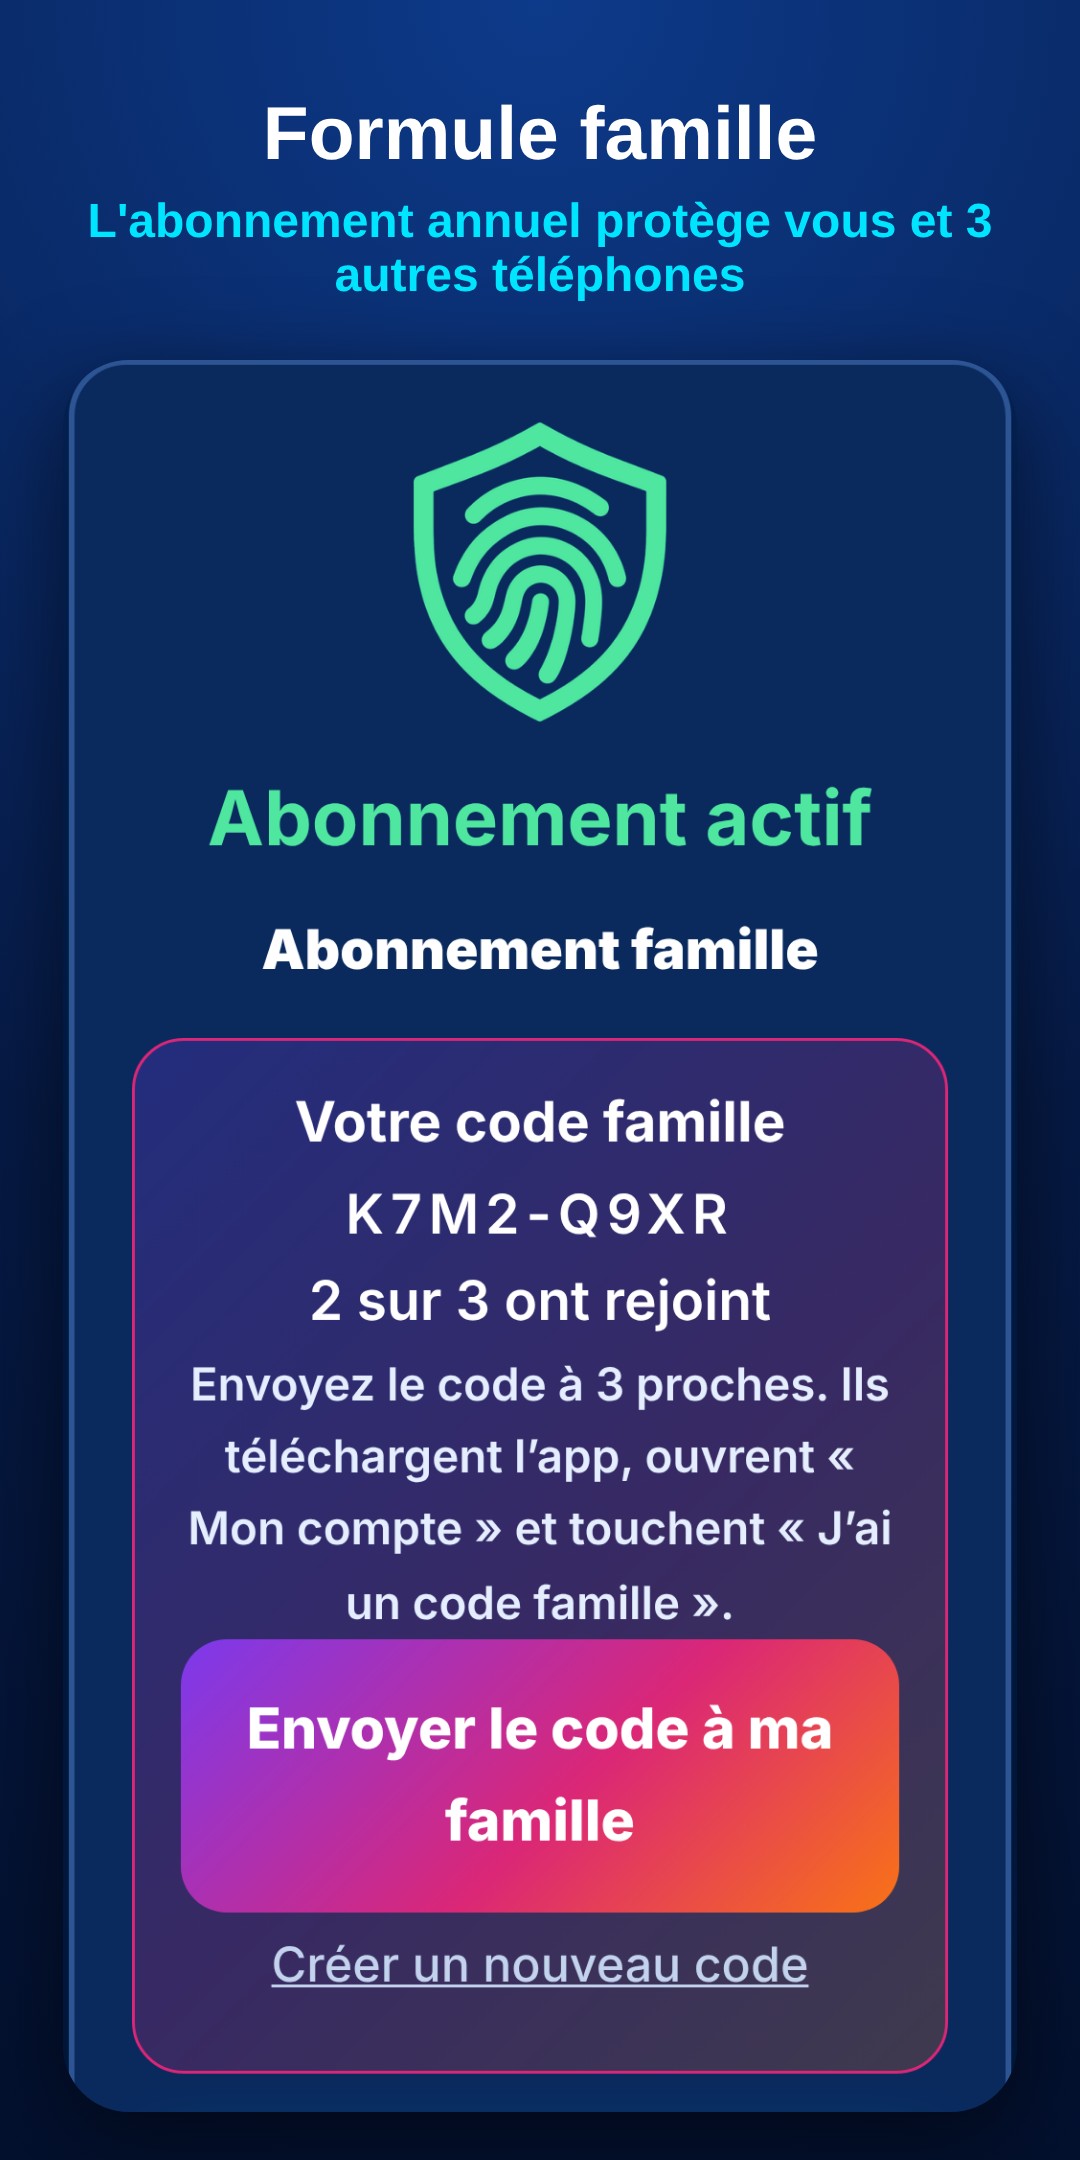 Formule famille
L'abonnement annuel protège vous et 3
autres téléphones
Abonnement actif
Abonnement famille
Votre code famille
K7M2-Q9XR
2 sur 3 ont rejoint
Envoyez le code à 3 proches. Ils
téléchargent l’app, ouvrent «
Mon compte » et touchent « J’ai
un code famille ».
Envoyer le code à ma
famille
Créer un nouveau code